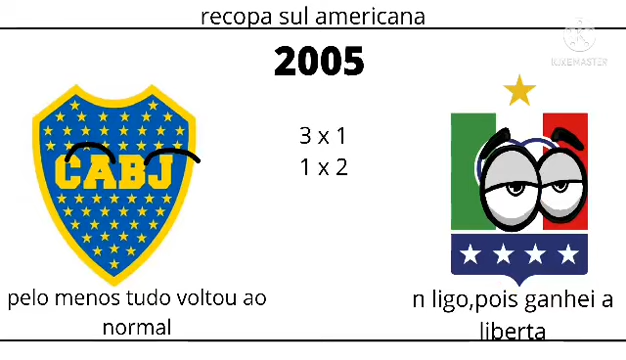 recopa sul americana
2005
3 x 1
1 x 2
CABJ
pelo menos tudo voltou ao
normal
n ligo,pois ganhei a
liberta